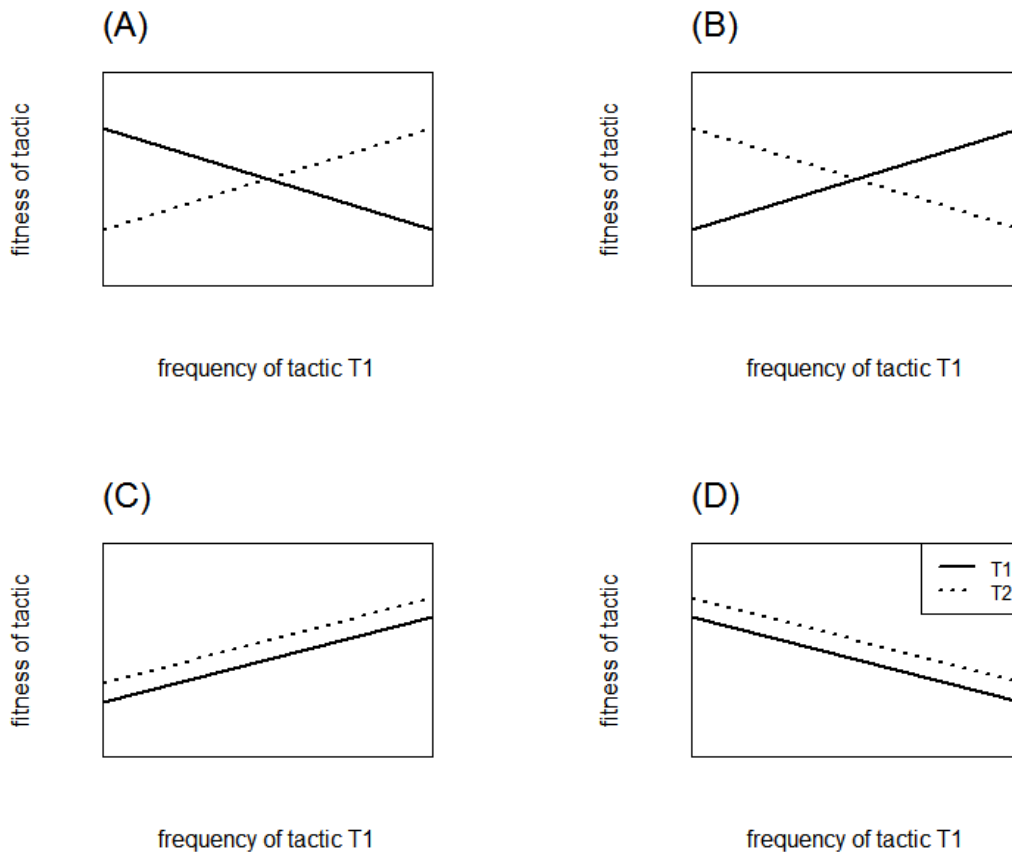 (A)
fitness of tactic
frequency of tactic T1
(B)
fitness of tactic
frequency of tactic T1
(C)
fitness of tactic
frequency of tactic T1
(D)
T1
T2
fitness of tactic
frequency of tactic T1